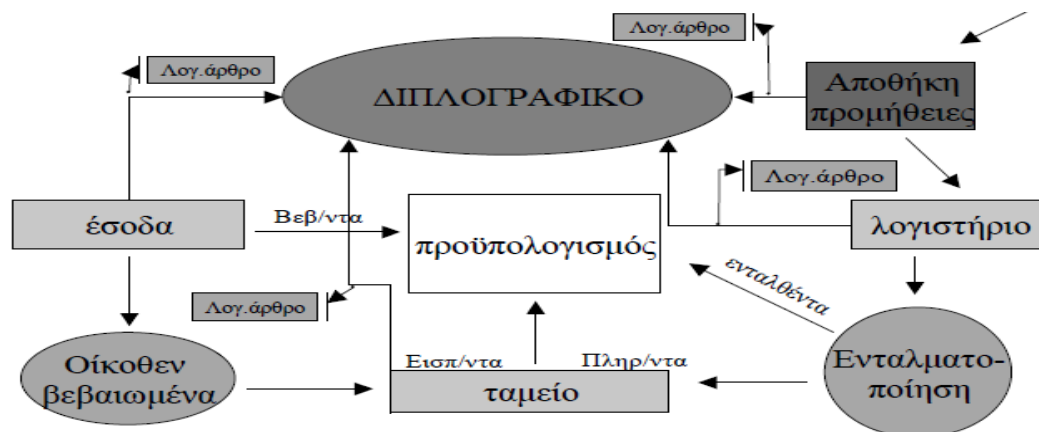 Λογ.άρθρο
Λογ.άρθρο
ΔΙΠΛΟΓΡΑΦΙΚΟ
Αποθήκη
προμήθειες
Λογ.άρθρο
έσοδα
Βεβ/ντα
προϋπολογισμός
λογιστήριο
ενταλθέντα
Λογ.άρθρο
Οίκοθεν
βεβαιωμένα
Εισπ/ντα
Πληρ/ντα
ταμείο
Ενταλματο-
ποίηση